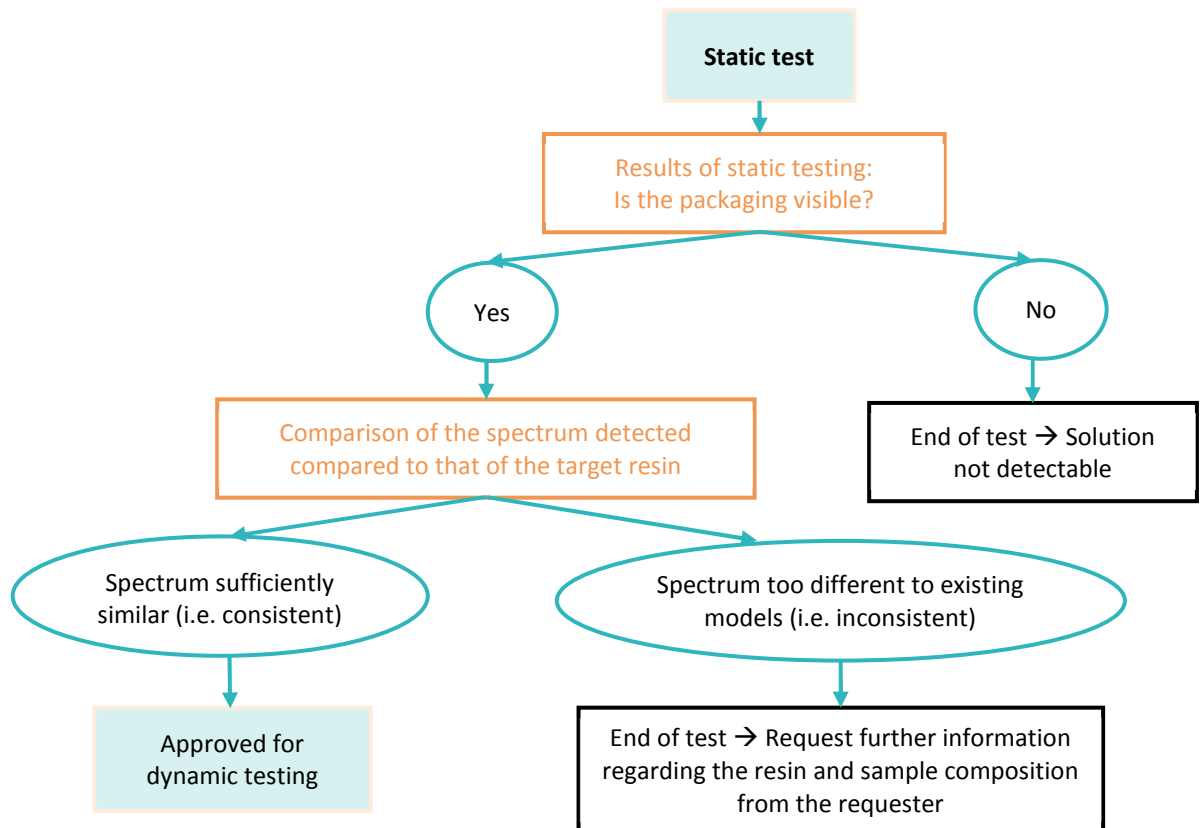 Static test
Results of static testing:
Is the packaging visible?
Yes
No
Comparison of the spectrum detected
compared to that of the target resin
End of test → Solution
not detectable
Spectrum sufficiently
similar (i.e. consistent)
Spectrum too different to existing
models (i.e. inconsistent)
Approved for
dynamic testing
End of test → Request further information
regarding the resin and sample composition
from the requester